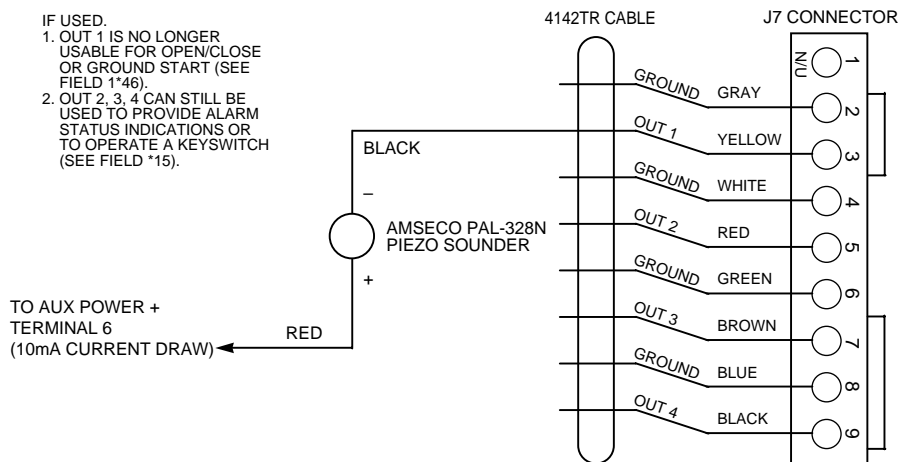 IF USED.
1. OUT 1 IS NO LONGER
USABLE FOR OPEN/CLOSE
OR GROUND START (SEE
FIELD 1*46).
2. OUT 2, 3, 4 CAN STILL BE
USED TO PROVIDE ALARM
STATUS INDICATIONS OR
TO OPERATE A KEYSWITCH
(SEE FIELD *15).
4142TR CABLE
J7 CONNECTOR
N/U
1
GROUND GRAY 2
OUT 1 YELLOW 3
GROUND WHITE 4
OUT 2 RED 5
GROUND GREEN 6
OUT 3 BROWN 7
GROUND BLUE 8
OUT 4 BLACK 9
BLACK
–
AMSECO PAL-328N
PIEZO SOUNDER
+
TO AUX POWER +
TERMINAL 6
(10mA CURRENT DRAW)
RED